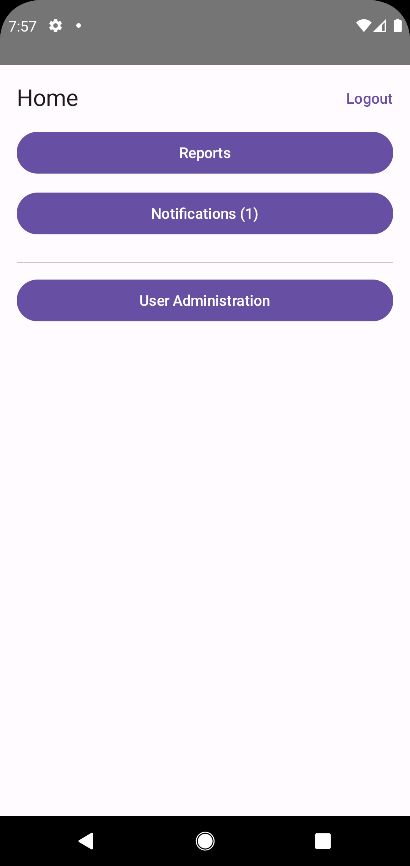 7:57
Home
Logout
Reports
Notifications (1)
User Administration